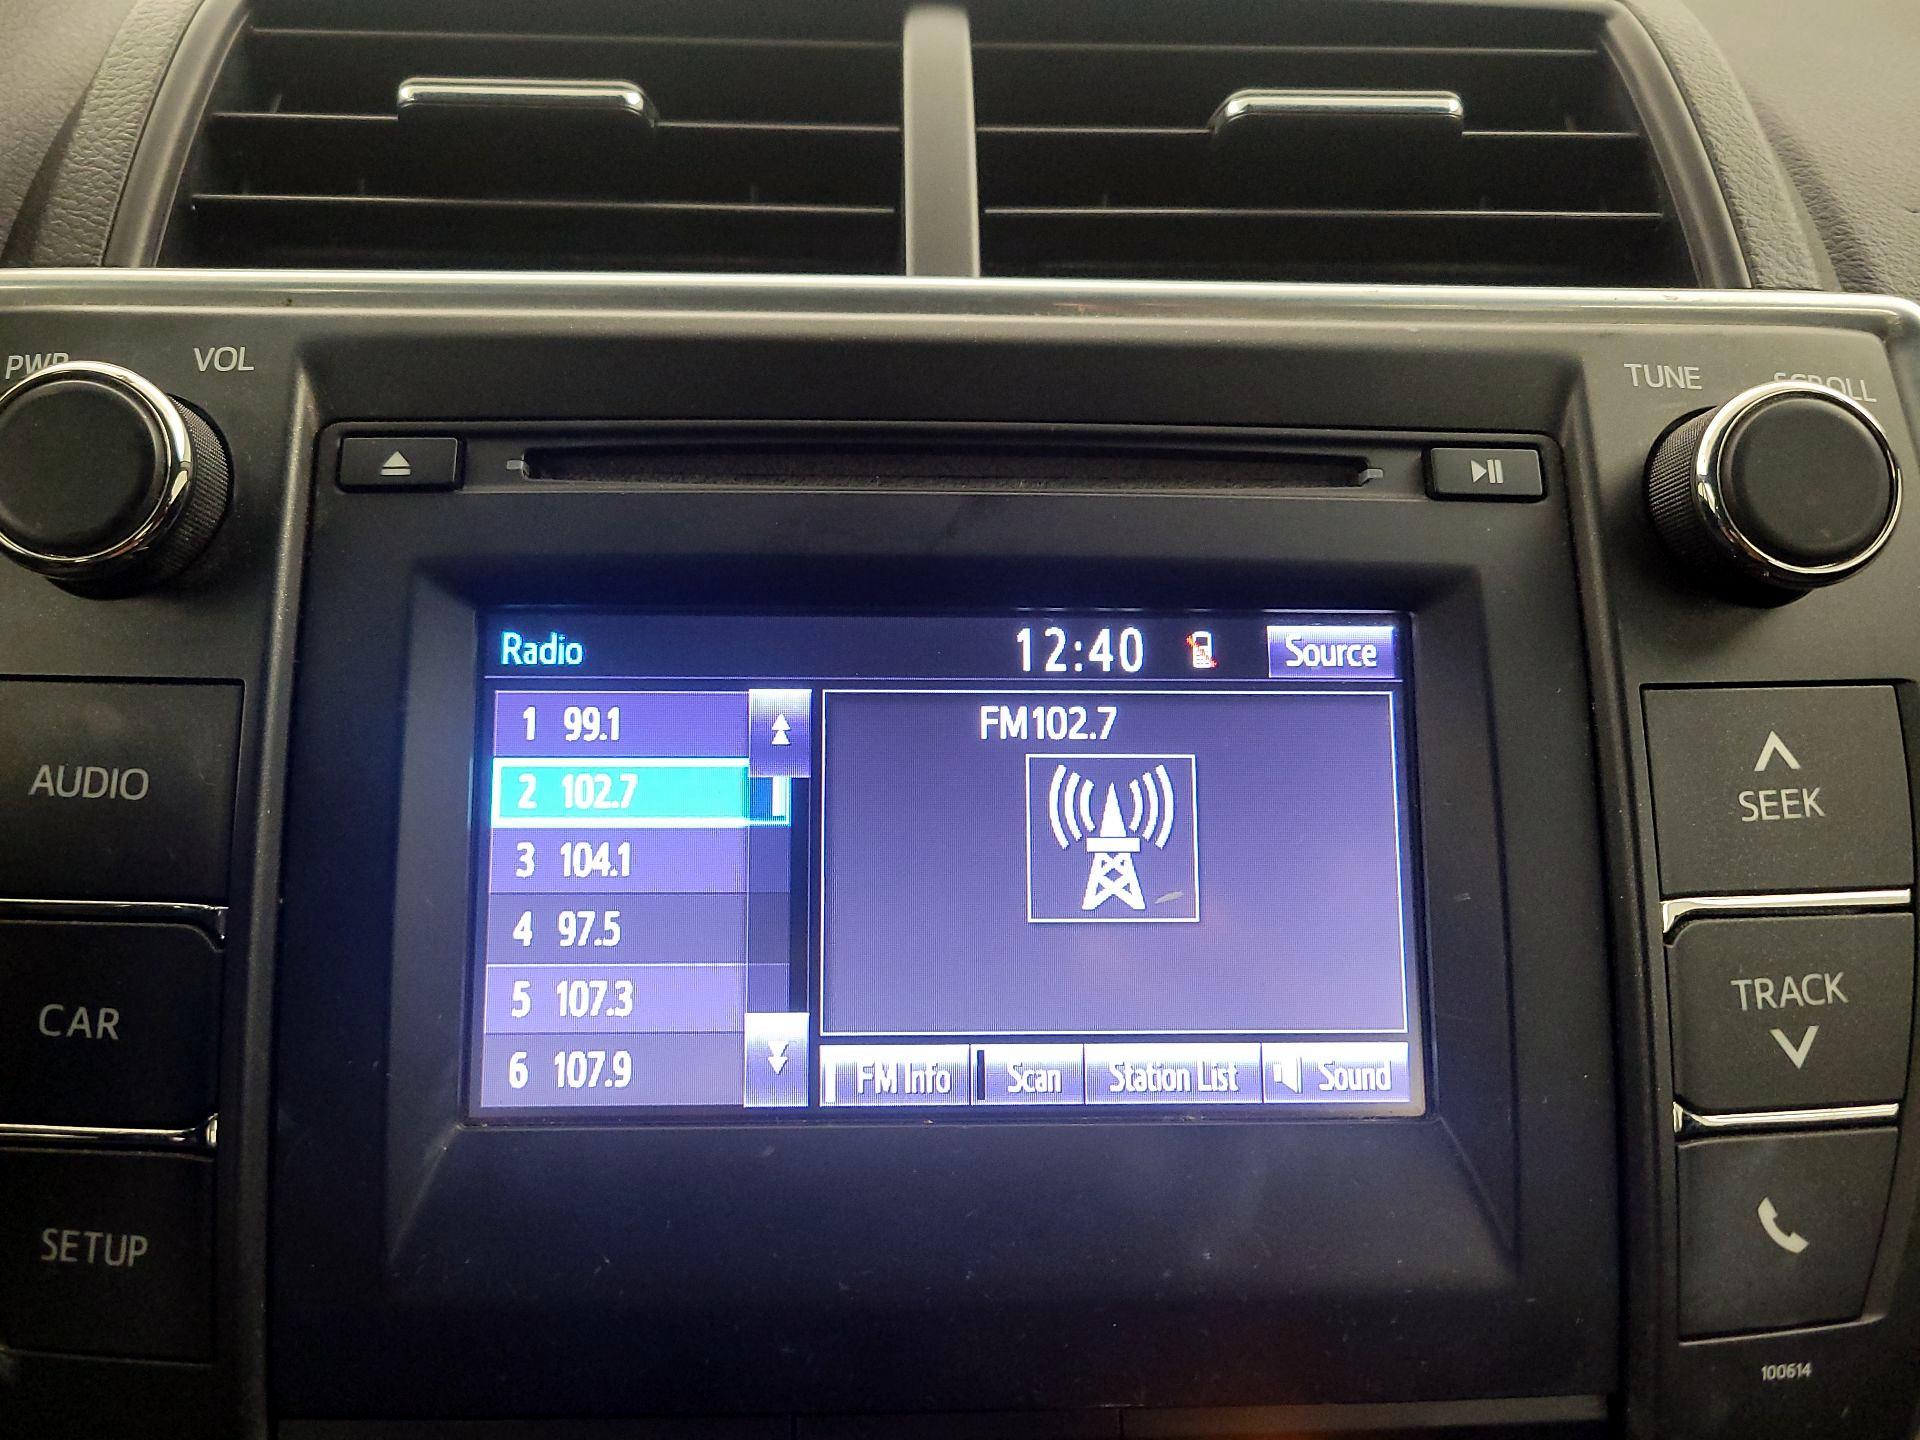 PWR VOL
TUNE SCROLL
Radio 12:40 Source
1 99.1
2 102.7
3 104.1
4 97.5
5 107.3
6 107.9
FM102.7
FM Info Scan Station List Sound
AUDIO
CAR
SETUP
SEEK
TRACK
100614